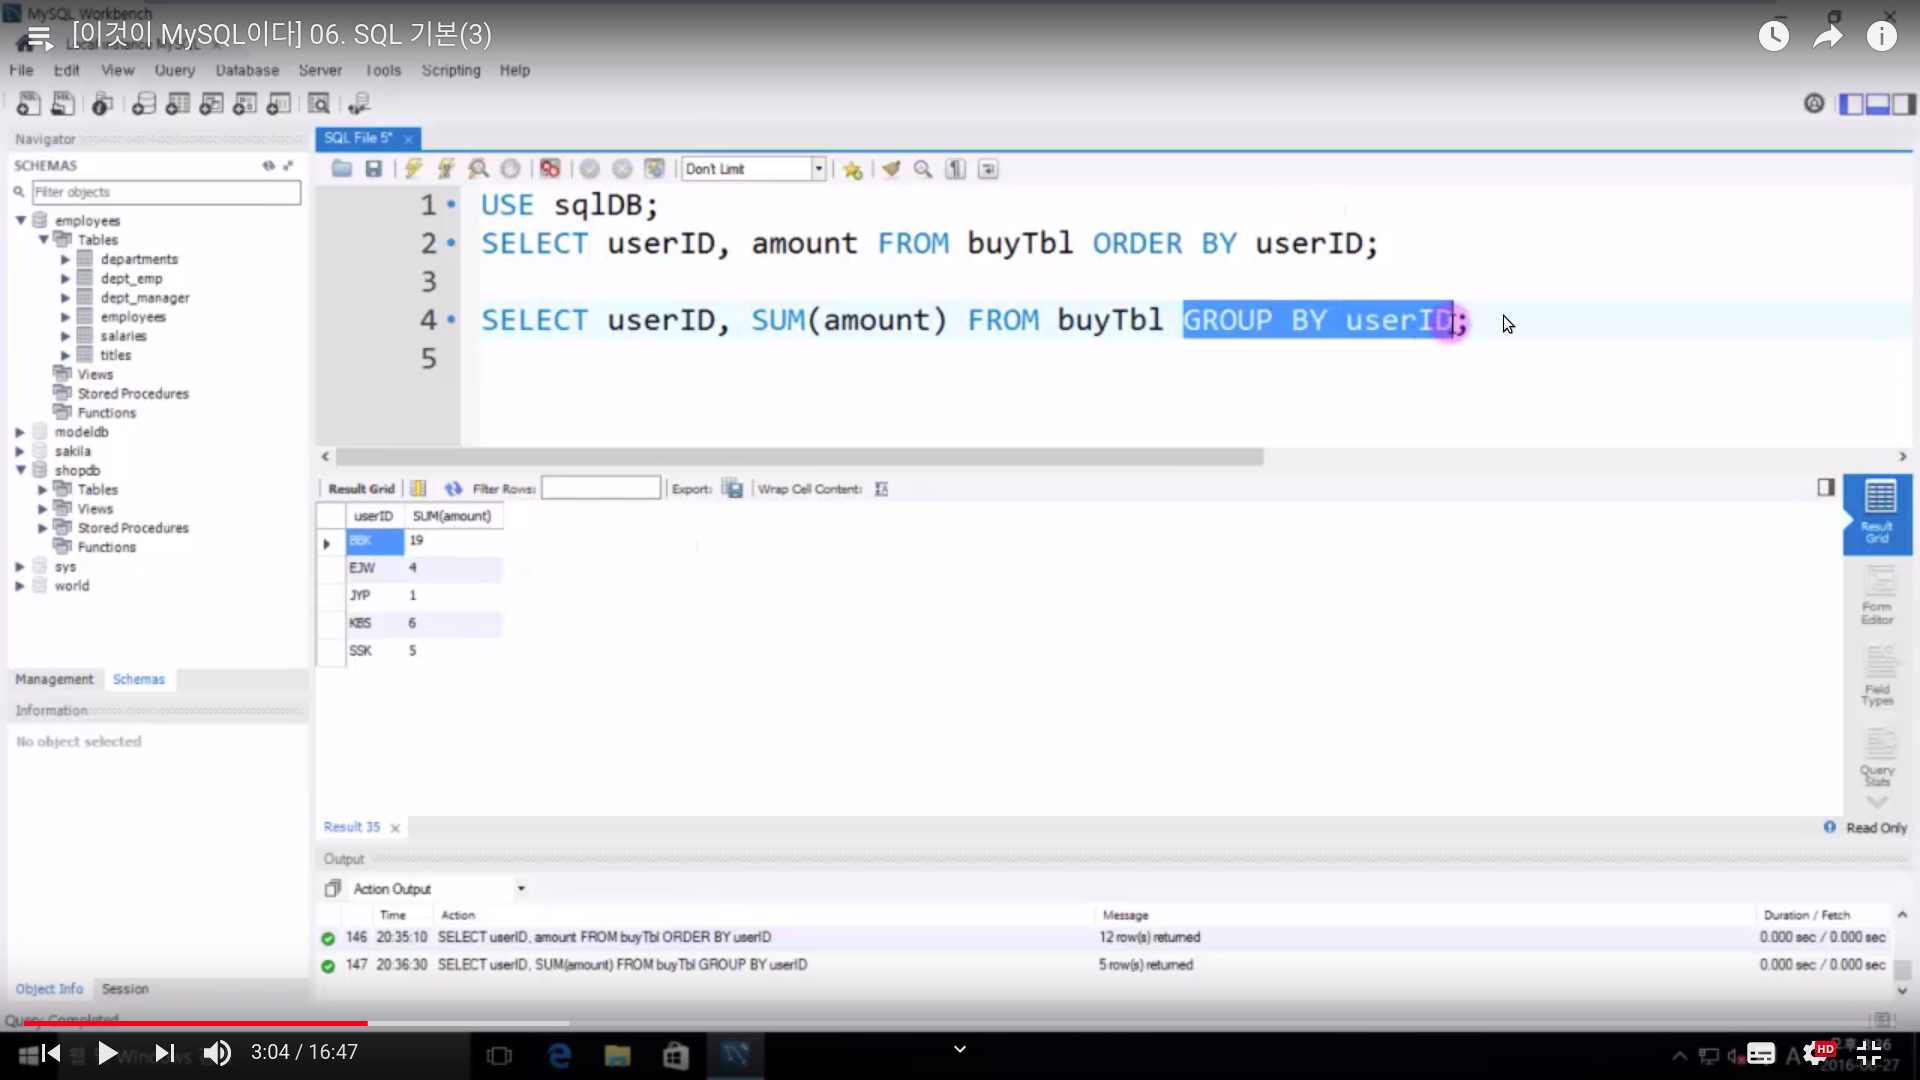 MySQL Workbench
[이것이 MySQL이다] 06. SQL 기본(3)
File Edit View Query Database Server Tools Scripting Help
Navigator
SQL File 5*
SCHEMAS
Don't Limit
Filter objects
employees
Tables
departments
dept_emp
dept_manager
employees
salaries
titles
Views
Stored Procedures
Functions
modeldb
sakila
shopdb
Tables
Views
Stored Procedures
Functions
sys
world
Management Schemas
Information
No object selected
Object Info Session
Query Completed
1 USE sqlDB;
2 SELECT userID, amount FROM buyTbl ORDER BY userID;
3
4 SELECT userID, SUM(amount) FROM buyTbl GROUP BY userID;
5
Result Grid Filter Rows: Export: Wrap Cell Content:
userID SUM(amount)
BBK 19
EJW 4
JYP 1
KBS 6
SSK 5
Result Grid
Form Editor
Field Types
Query Stats
Result 35
Read Only
Output
Action Output
Time Action Message Duration / Fetch
146 20:35:10 SELECT userID, amount FROM buyTbl ORDER BY userID 12 row(s) returned 0.000 sec / 0.000 sec
147 20:36:30 SELECT userID, SUM(amount) FROM buyTbl GROUP BY userID 5 row(s) returned 0.000 sec / 0.000 sec
3:04 / 16:47
HD